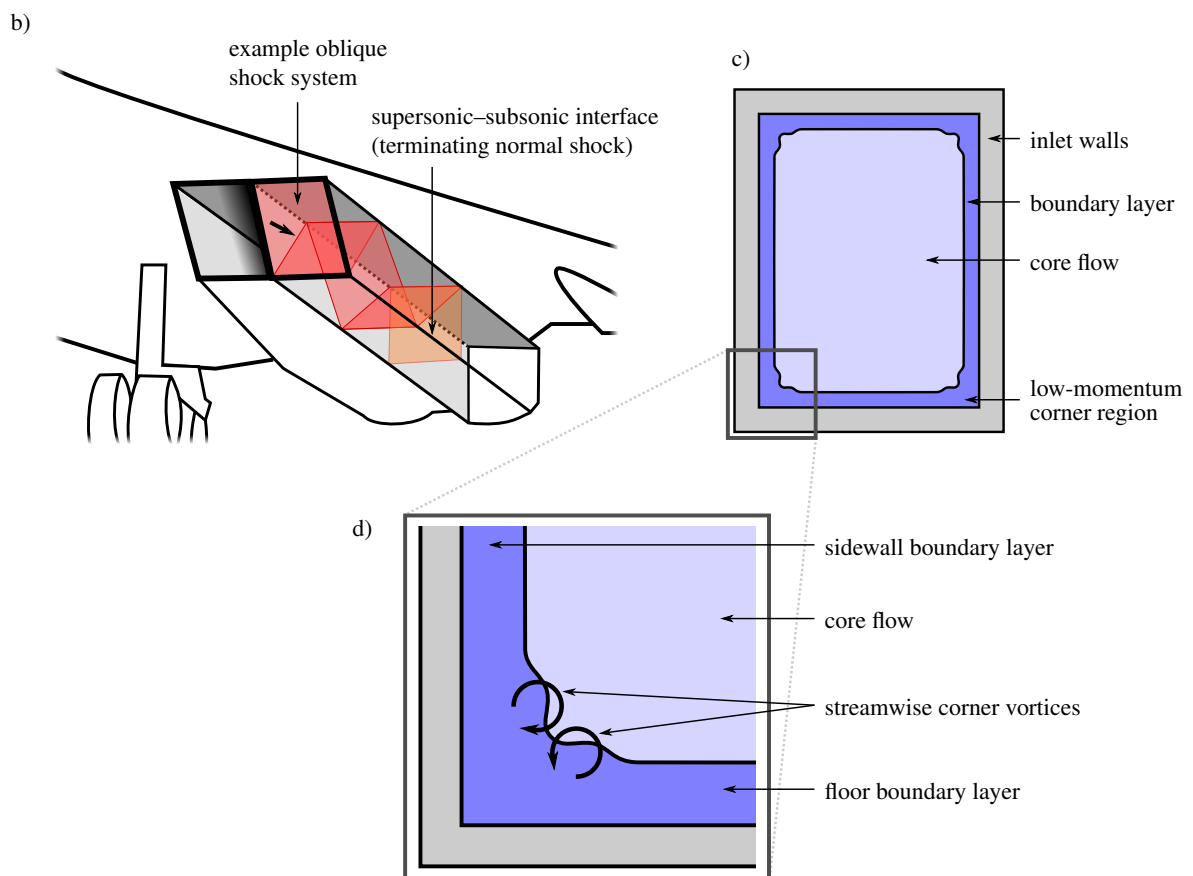 b)
example oblique
shock system
supersonic–subsonic interface
(terminating normal shock)
c)
inlet walls
boundary layer
core flow
low-momentum
corner region
d)
sidewall boundary layer
core flow
streamwise corner vortices
floor boundary layer